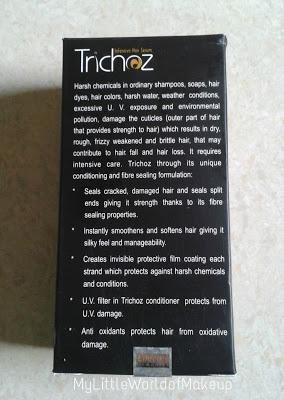 Intensive Hair Serum
Trichoz
Harsh chemicals in ordinary shampoos, soaps, hair
dyes, hair colors, harsh water, weather conditions,
excessive U. V. exposure and environmental
pollution, damage the cuticles (outer part of hair
that provides strength to hair) which results in dry,
rough, frizzy weakened and brittle hair, that may
contribute to hair fall and hair loss. It requires
intensive care. Trichoz through its unique
conditioning and fibre sealing formulation:
* Seals cracked, damaged hair and seals split
ends giving it strength thanks to its fibre
sealing properties.
* Instantly smoothens and softens hair giving it
silky feel and manageability.
* Creates invisible protective film coating each
strand which protects against harsh chemicals
and conditions.
* U.V. filter in Trichoz conditioner protects from
U.V. damage.
* Anti oxidants protects hair from oxidative
damage.
MyLittleWorldofMakeup